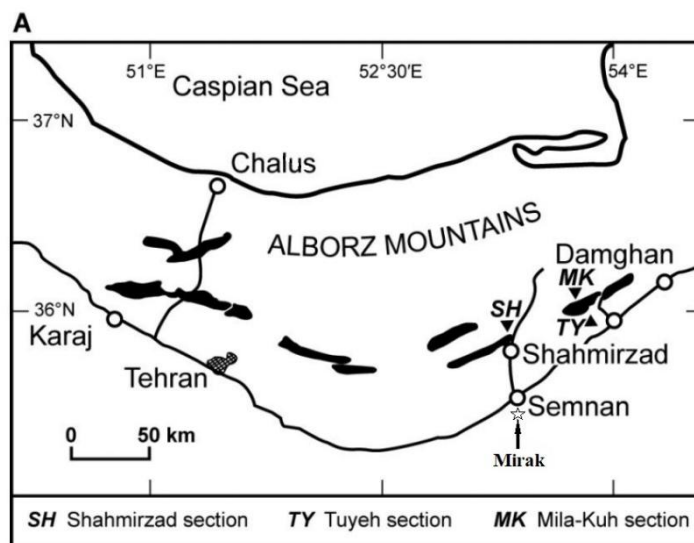 A
51°E
52°30′E
54°E
Caspian Sea
37°N
Chalus
ALBORZ MOUNTAINS
Damghan
MK
SH
36°N
TY
Karaj
Shahmirzad
Tehran
Semnan
0 50 km
Mirak
SH Shahmirzad section TY Tuyeh section MK Mila-Kuh section